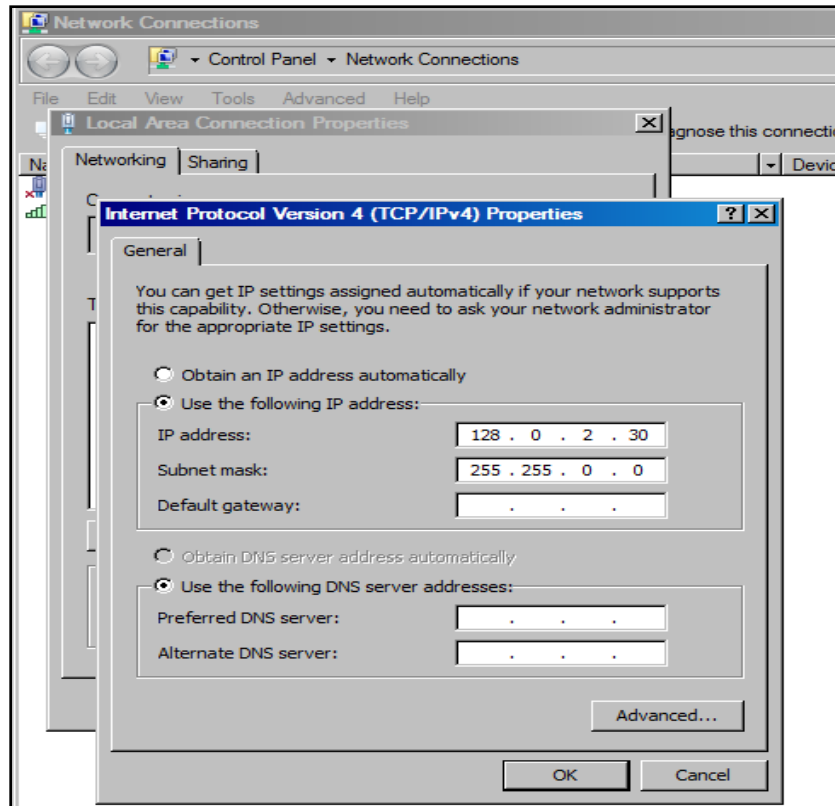 Network Connections
Control Panel Network Connections
File Edit View Tools Advanced Help
Local Area Connection Properties
agnose this connecti
Networking Sharing
Na
Devic
C
Internet Protocol Version 4 (TCP/IPv4) Properties
General
You can get IP settings assigned automatically if your network supports
this capability. Otherwise, you need to ask your network administrator
for the appropriate IP settings.
T
Obtain an IP address automatically
Use the following IP address:
IP address: 128 . 0 . 2 . 30
Subnet mask: 255 . 255 . 0 . 0
Default gateway: . . .
Obtain DNS server address automatically
Use the following DNS server addresses:
Preferred DNS server: . . .
Alternate DNS server: . . .
Advanced...
OK Cancel